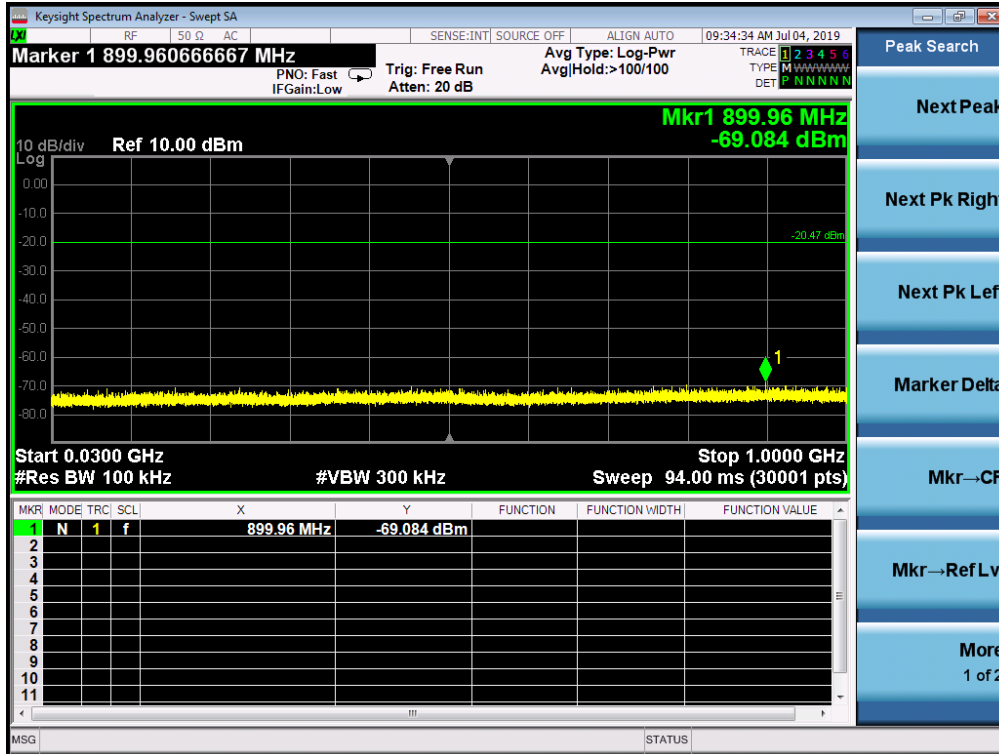 Keysight Spectrum Analyzer - Swept SA
LXI RF 50 Ω AC SENSE:INT SOURCE OFF ALIGN AUTO 09:34:34 AM Jul 04, 2019
Marker 1 899.960666667 MHz
PNO: Fast
IFGain:Low
Trig: Free Run
Atten: 20 dB
Avg Type: Log-Pwr
Avg|Hold:>100/100
TRACE 1 2 3 4 5 6
TYPE M WWWWW
DET P N N N N N
Mkr1 899.96 MHz
-69.084 dBm
10 dB/div Ref 10.00 dBm
Log
0.00
-10.0
-20.0
-20.47 dBm
-30.0
-40.0
-50.0
-60.0
1
-70.0
-80.0
Start 0.0300 GHz Stop 1.0000 GHz
#Res BW 100 kHz #VBW 300 kHz Sweep 94.00 ms (30001 pts)
MKR MODE TRC SCL X Y FUNCTION FUNCTION WIDTH FUNCTION VALUE
1 N 1 f 899.96 MHz -69.084 dBm
2
3
4
5
6
7
8
9
10
11
MSG STATUS
Peak Search
Next Peak
Next Pk Right
Next Pk Left
Marker Delta
Mkr→CF
Mkr→Ref Lv
More
1 of 2